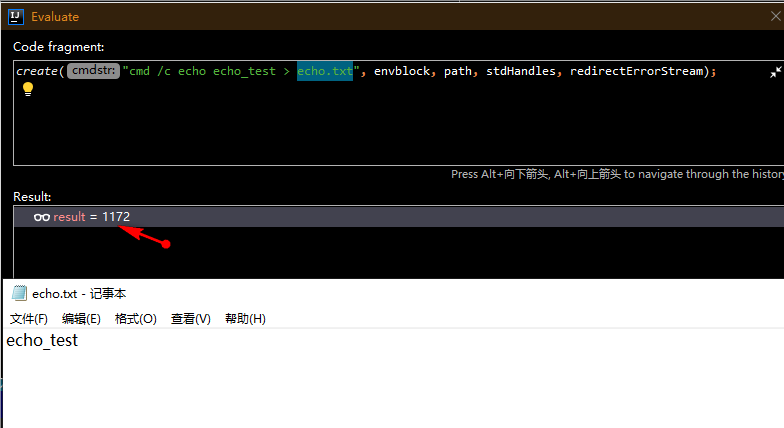 IJ Evaluate
Code fragment:
create( cmdstr: "cmd /c echo echo_test > echo.txt", envblock, path, stdHandles, redirectErrorStream);
Press Alt+向下箭头, Alt+向上箭头 to navigate through the history
Result:
result = 1172
echo.txt - 记事本
文件(F) 编辑(E) 格式(O) 查看(V) 帮助(H)
echo_test